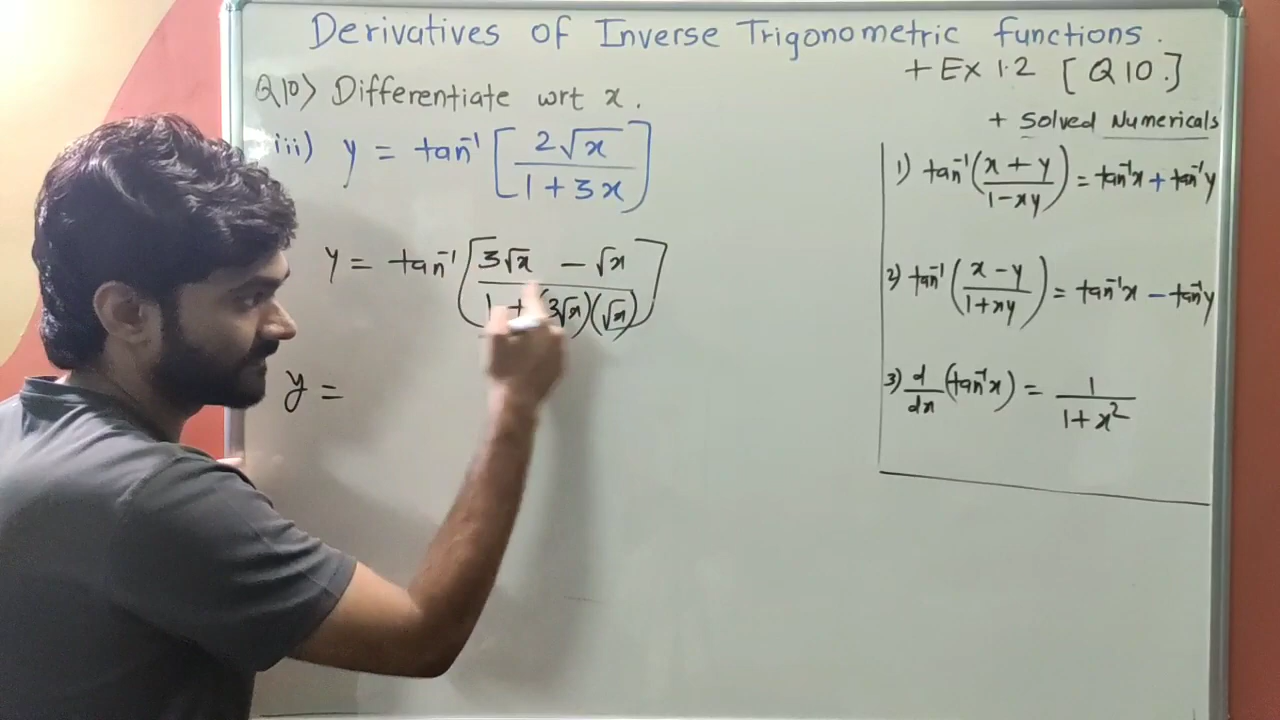 Derivatives of Inverse Trigonometric functions.
+ Ex 1.2 [Q10.]
Q10> Differentiate wrt x.
+ Solved Numericals
iii) y = tan⁻¹ [2√x / 1 + 3x]
y = tan⁻¹ [3√x − √x / 1 + (3√x)(√x)]
y =
1) tan⁻¹(x + y / 1 − xy) = tan⁻¹x + tan⁻¹y
2) tan⁻¹(x − y / 1 + xy) = tan⁻¹x − tan⁻¹y
3) d/dx (tan⁻¹x) = 1 / 1 + x²